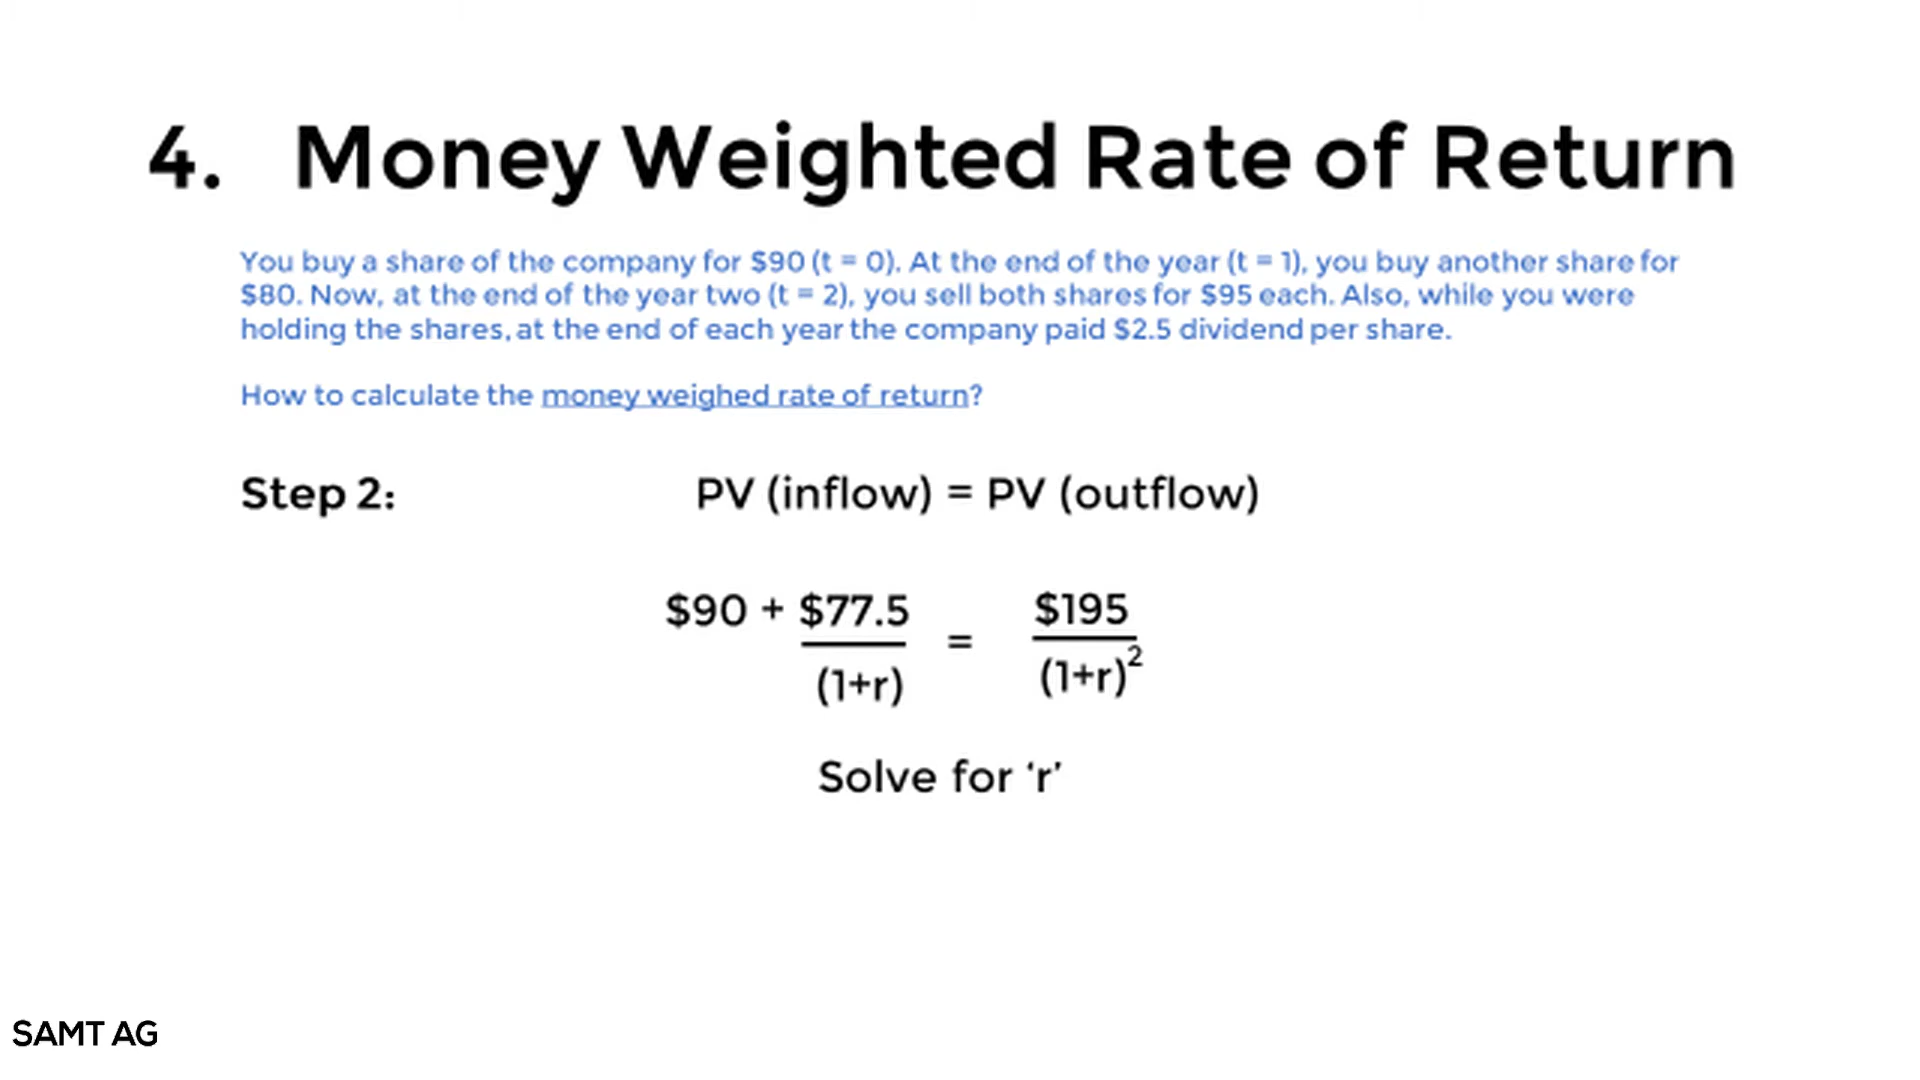 4. Money Weighted Rate of Return
You buy a share of the company for $90 (t = 0). At the end of the year (t = 1), you buy another share for
$80. Now, at the end of the year two (t = 2), you sell both shares for $95 each. Also, while you were
holding the shares, at the end of each year the company paid $2.5 dividend per share.
How to calculate the money weighed rate of return?
Step 2: PV (inflow) = PV (outflow)
$90 + $77.5 = $195
(1+r) (1+r)²
Solve for ‘r’
SAMT AG